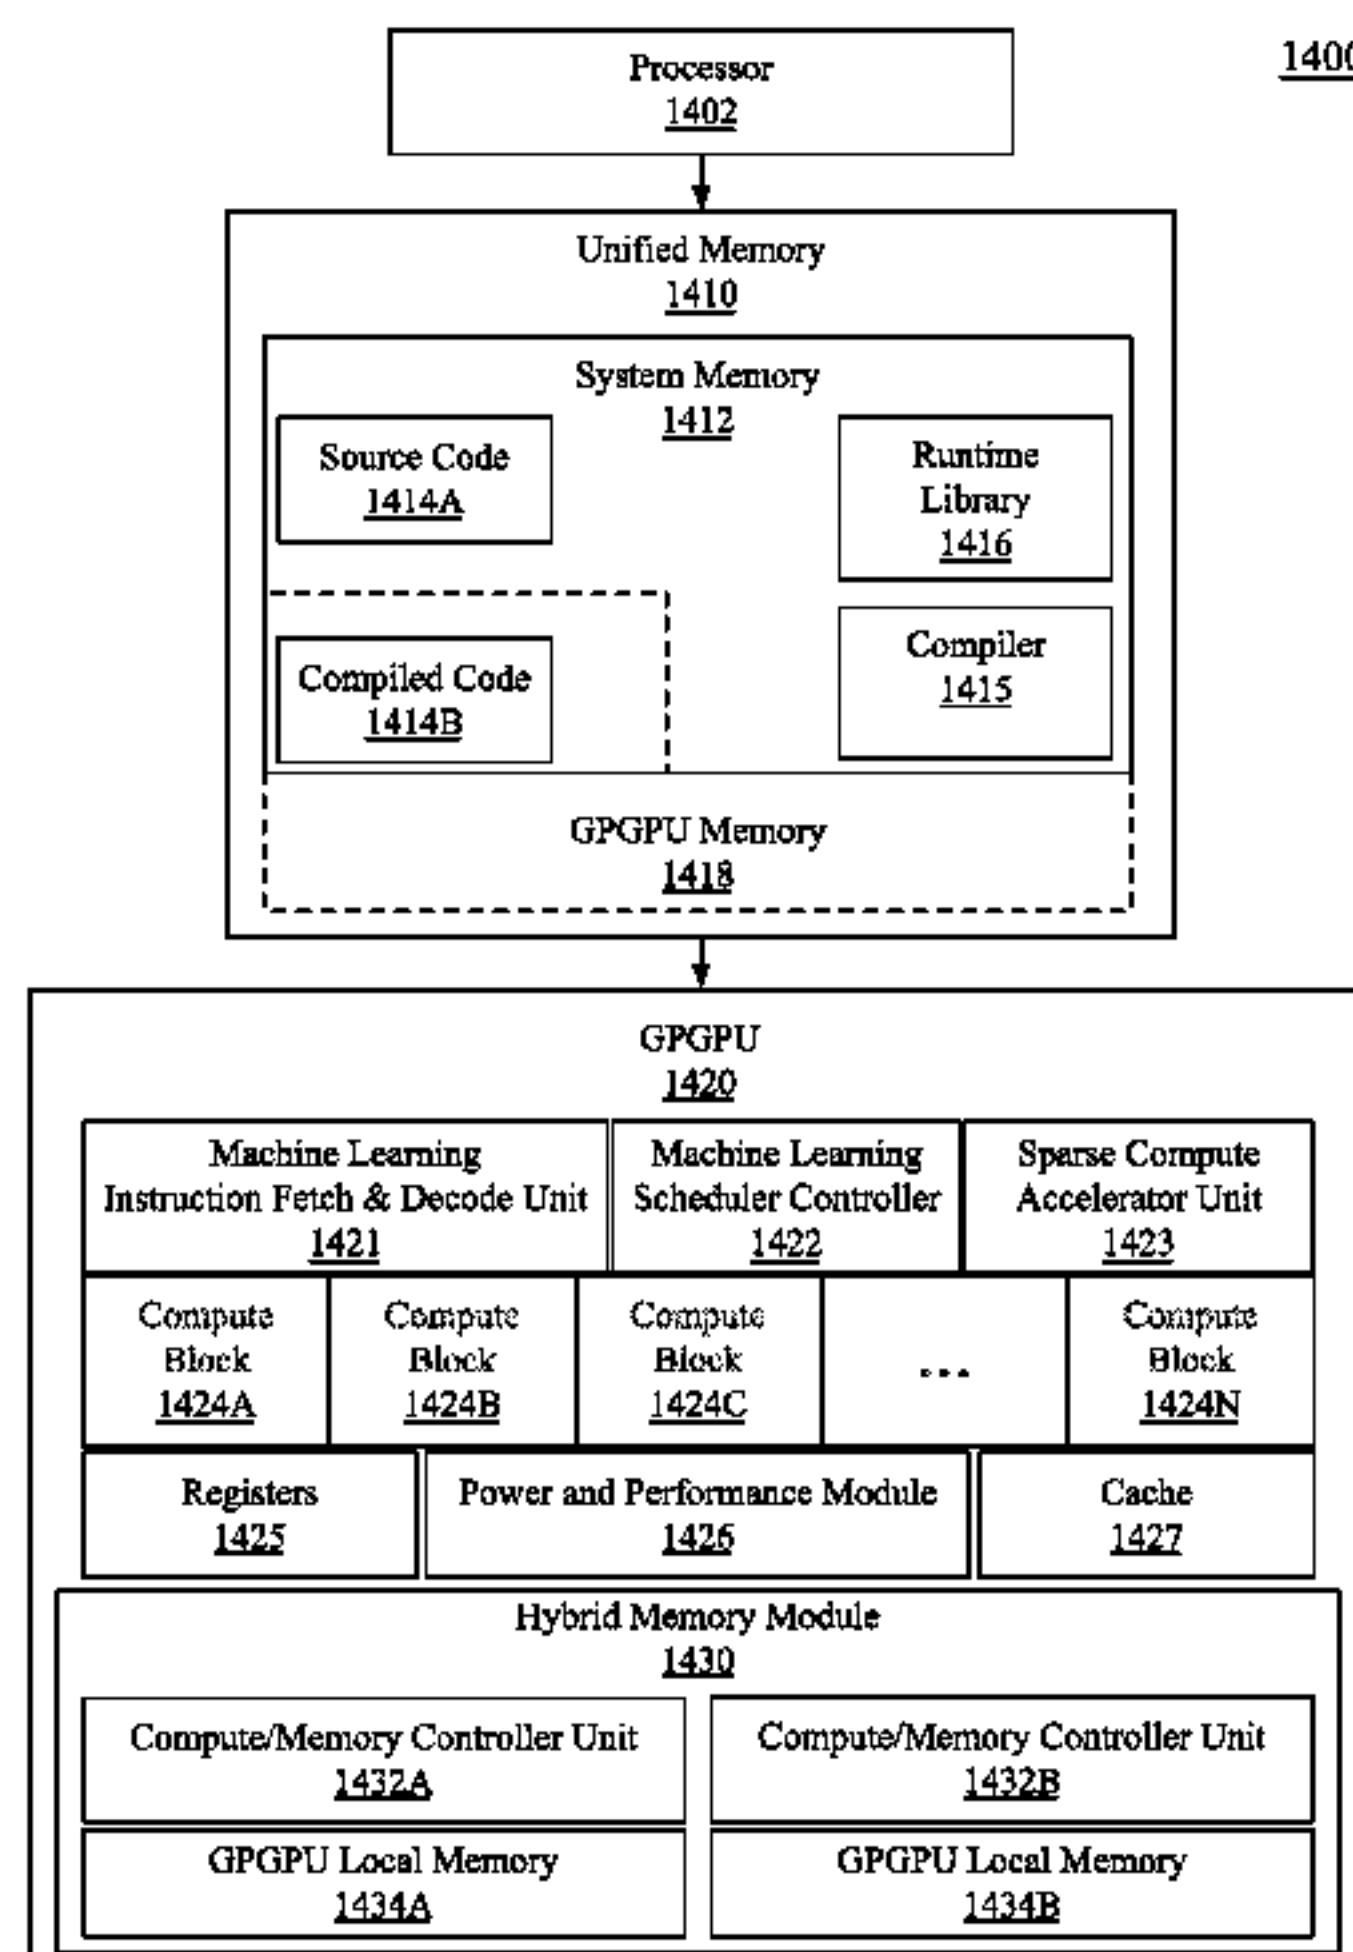 1400
Processor
1402
Unified Memory
1410
System Memory
1412
Source Code
1414A
Runtime
Library
1416
Compiled Code
1414B
Compiler
1415
GPGPU Memory
1418
GPGPU
1420
Machine Learning
Instruction Fetch & Decode Unit
1421
Machine Learning
Scheduler Controller
1422
Sparse Compute
Accelerator Unit
1423
Compute
Block
1424A
Compute
Block
1424B
Compute
Block
1424C
...
Compute
Block
1424N
Registers
1425
Power and Performance Module
1426
Cache
1427
Hybrid Memory Module
1430
Compute/Memory Controller Unit
1432A
Compute/Memory Controller Unit
1432B
GPGPU Local Memory
1434A
GPGPU Local Memory
1434B